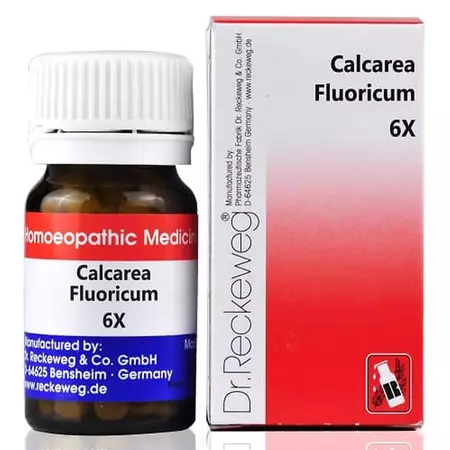 Homoeopathic Medicin
Calcarea
Fluoricum
6X
Manufactured by:
Dr. Reckeweg & Co. GmbH
D-64625 Bensheim - Germany
www.reckeweg.de
Dr.Reckeweg®
Manufactured by:
Pharmazeutische Fabrik Dr. Reckeweg & Co. GmbH
D-64625 Bensheim Germany - www.reckeweg.de
Calcarea
Fluoricum
6X